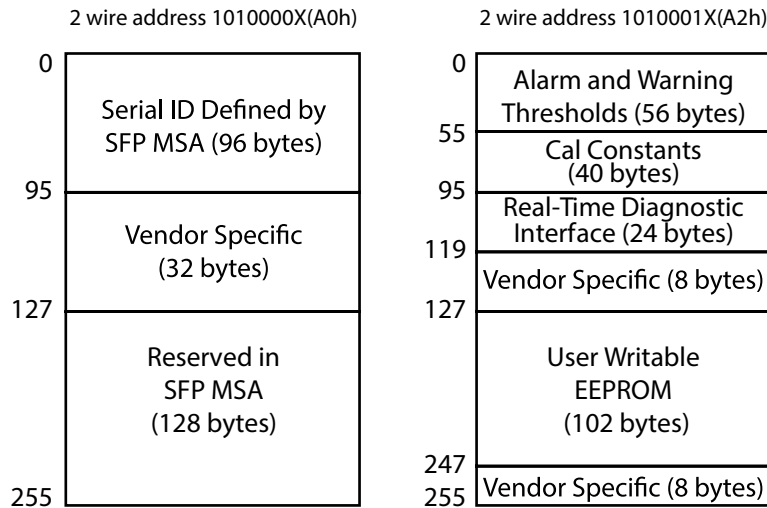 2 wire address 1010000X(A0h)
0
Serial ID Defined by
SFP MSA (96 bytes)
95
Vendor Specific
(32 bytes)
127
Reserved in
SFP MSA
(128 bytes)
255
2 wire address 1010001X(A2h)
0
Alarm and Warning
Thresholds (56 bytes)
55
Cal Constants
(40 bytes)
95
Real-Time Diagnostic
Interface (24 bytes)
119
Vendor Specific (8 bytes)
127
User Writable
EEPROM
(102 bytes)
247
Vendor Specific (8 bytes)
255